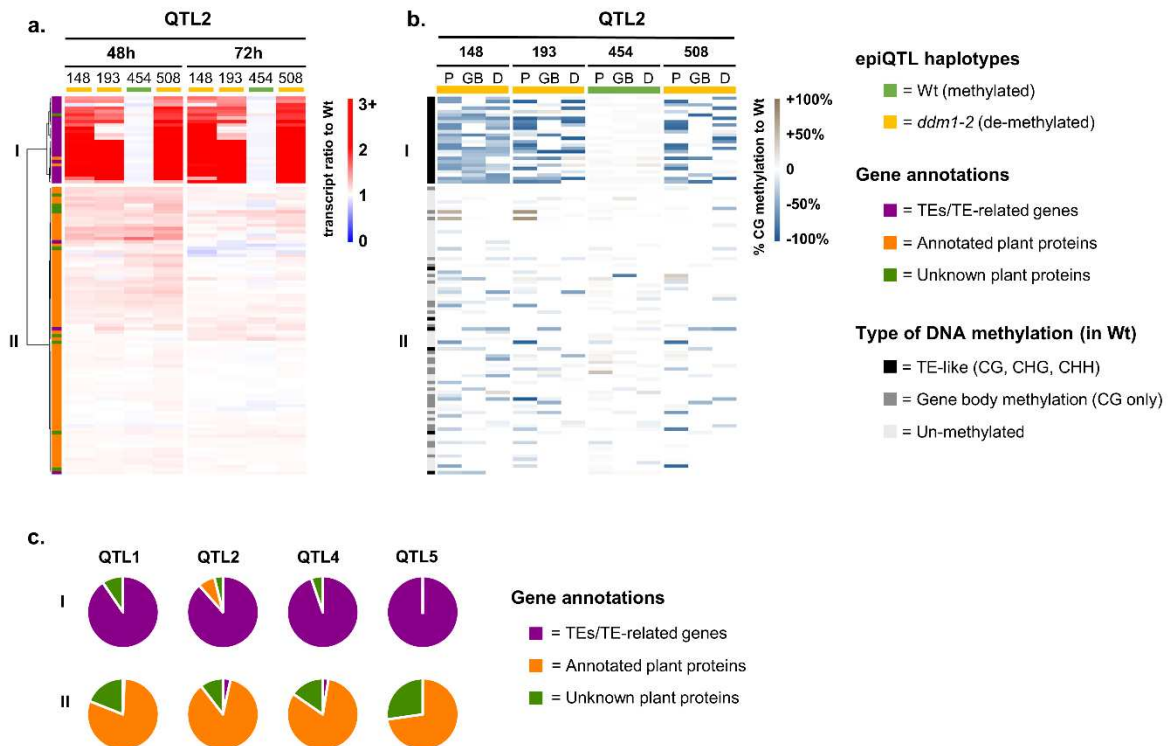 a.
QTL2
48h 72h
148 193 454 508 148 193 454 508
I
II
3+
2
1
0
transcript ratio to Wt
b.
QTL2
148 193 454 508
P GB D P GB D P GB D P GB D
I
II
+100%
+50%
0
-50%
-100%
% CG methylation to Wt
epiQTL haplotypes
= Wt (methylated)
= ddm1-2 (de-methylated)
Gene annotations
= TEs/TE-related genes
= Annotated plant proteins
= Unknown plant proteins
Type of DNA methylation (in Wt)
= TE-like (CG, CHG, CHH)
= Gene body methylation (CG only)
= Un-methylated
c.
QTL1 QTL2 QTL4 QTL5
I
II
Gene annotations
= TEs/TE-related genes
= Annotated plant proteins
= Unknown plant proteins